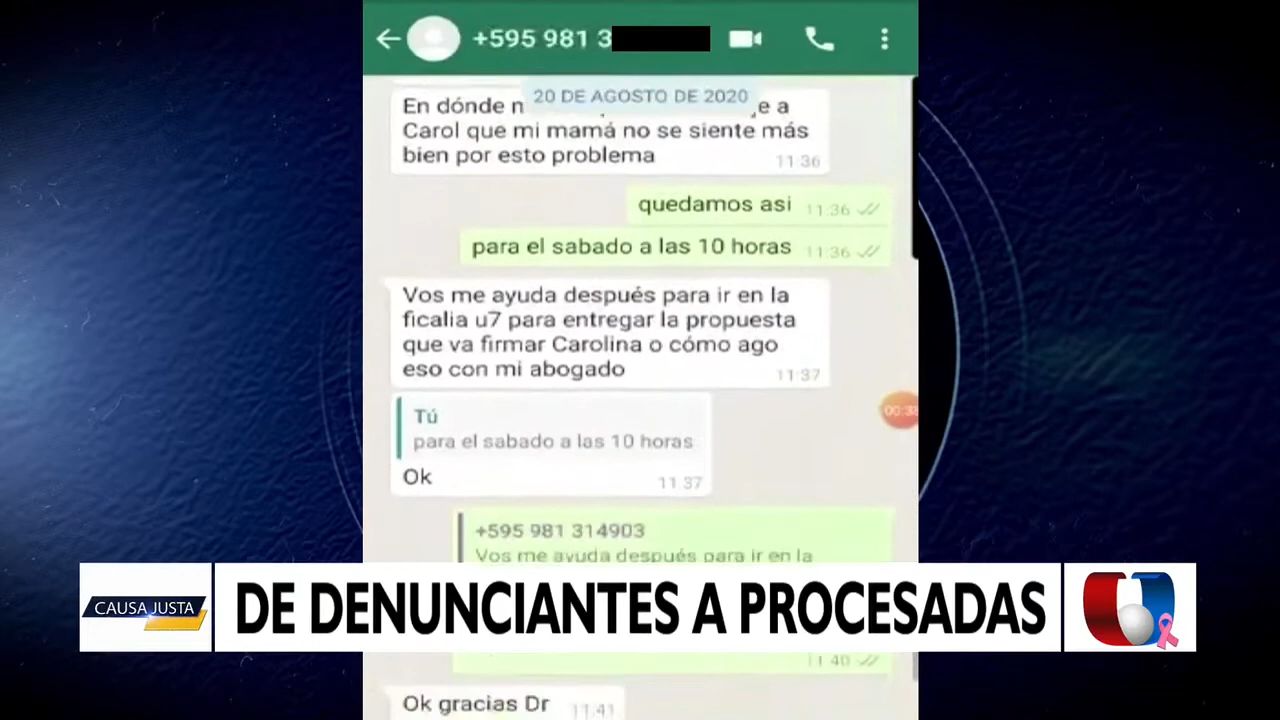 +595 981 3
20 DE AGOSTO DE 2020
En dónde
Carol que mi mamá no se siente más
bien por esto problema
11:36
quedamos asi 11:36
para el sabado a las 10 horas 11:36
Vos me ayuda después para ir en la
ficalia u7 para entregar la propuesta
que va firmar Carolina o cómo ago
eso con mi abogado
11:37
Tú
para el sabado a las 10 horas
Ok
11:37
00:38
+595 981 314903
Vos me ayuda después para ir en la
CAUSA JUSTA
DE DENUNCIANTES A PROCESADAS
11:40
Ok gracias Dr 11:41